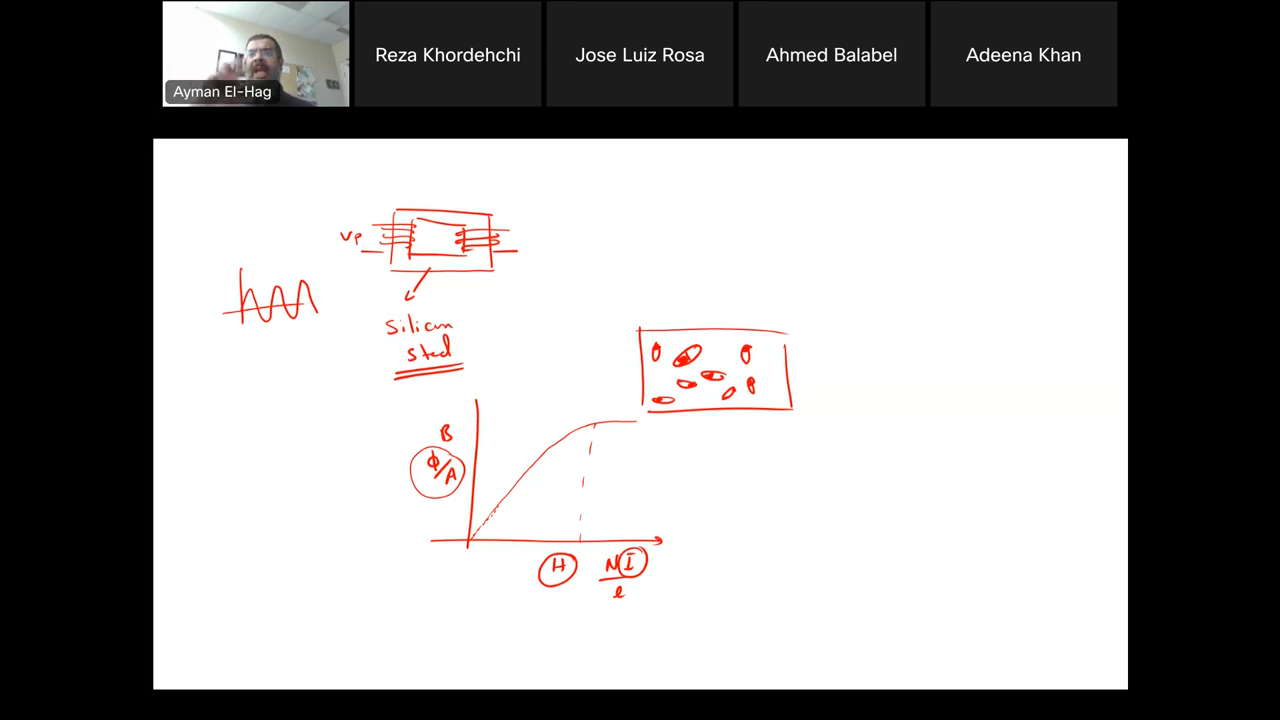 Reza Khordehchi
Jose Luiz Rosa
Ahmed Balabel
Adeena Khan
Ayman El-Hag
VP
Silicon
steel
B
Φ/A
H
NI
l